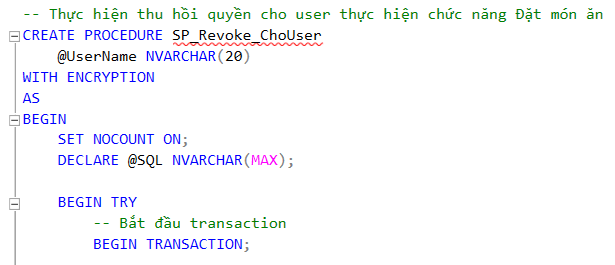 -- Thực hiện thu hồi quyền cho user thực hiện chức năng Đặt món ăn
CREATE PROCEDURE SP_Revoke_ChoUser
@UserName NVARCHAR(20)
WITH ENCRYPTION
AS
BEGIN
SET NOCOUNT ON;
DECLARE @SQL NVARCHAR(MAX);
BEGIN TRY
-- Bắt đầu transaction
BEGIN TRANSACTION;